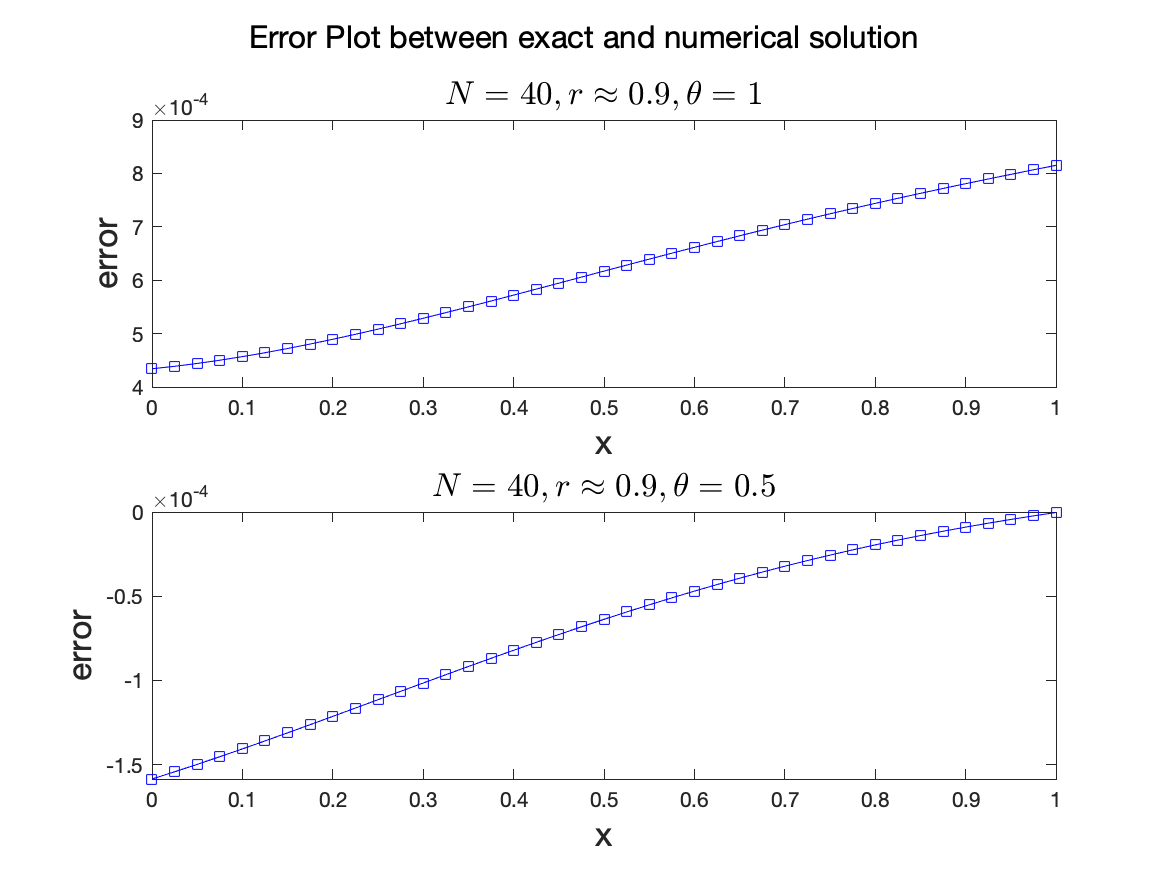 Error Plot between exact and numerical solution
N = 40, r ≈ 0.9, θ = 1
×10-4
9
8
7
6
5
4
error
0 0.1 0.2 0.3 0.4 0.5 0.6 0.7 0.8 0.9 1
x
N = 40, r ≈ 0.9, θ = 0.5
×10-4
0
-0.5
-1
-1.5
error
0 0.1 0.2 0.3 0.4 0.5 0.6 0.7 0.8 0.9 1
x